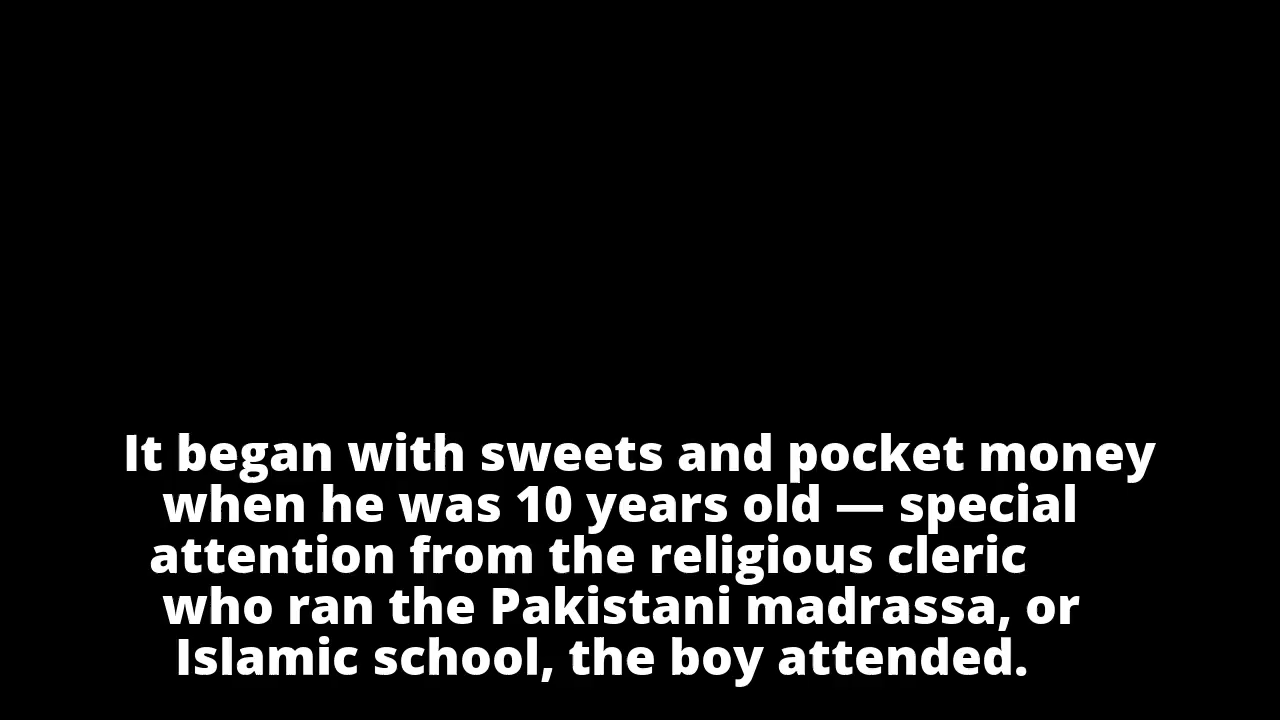 It began with sweets and pocket money
when he was 10 years old — special
attention from the religious cleric
who ran the Pakistani madrassa, or
Islamic school, the boy attended.